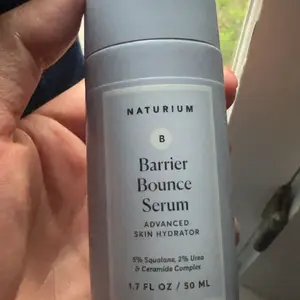 NATURIUM
B
Barrier
Bounce
Serum
ADVANCED
SKIN HYDRATOR
5% Squalane, 2% Urea
& Ceramide Complex
1.7 FL OZ / 50 ML